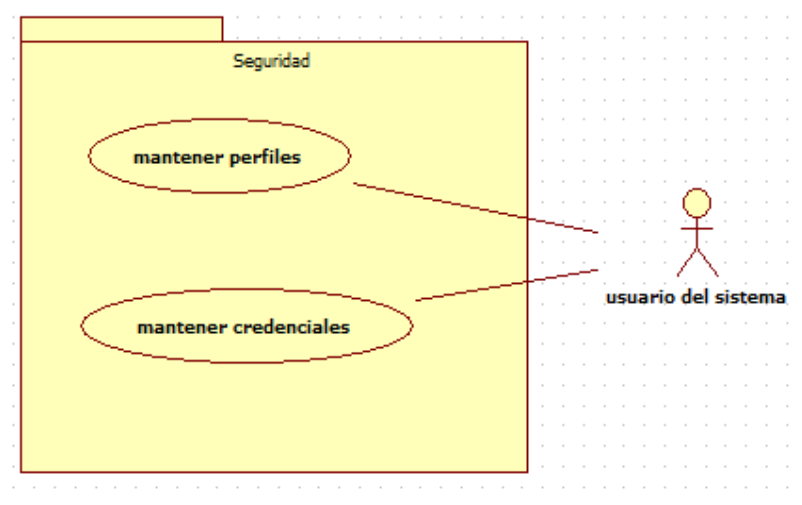 Seguridad
mantener perfiles
usuario del sistema
mantener credenciales